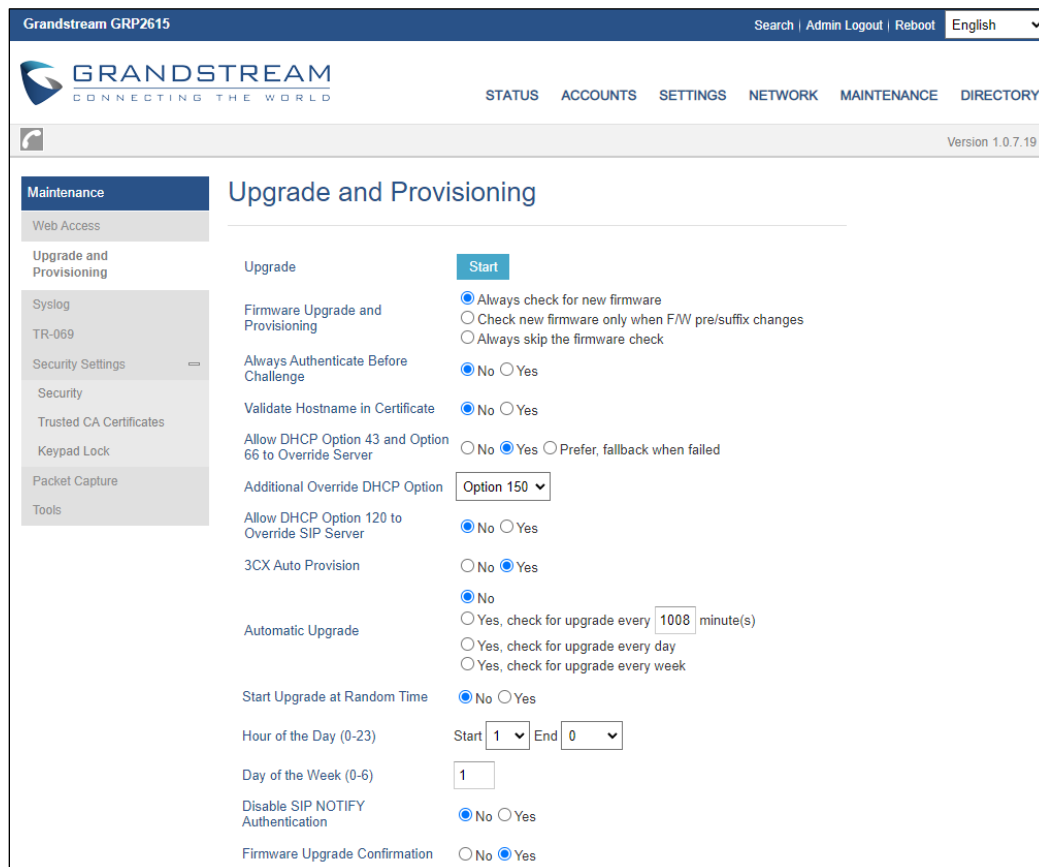 Grandstream GRP2615
Search | Admin Logout | Reboot
English
GRANDSTREAM
CONNECTING THE WORLD
STATUS ACCOUNTS SETTINGS NETWORK MAINTENANCE DIRECTORY
Version 1.0.7.19
Maintenance
Web Access
Upgrade and
Provisioning
Syslog
TR-069
Security Settings
Security
Trusted CA Certificates
Keypad Lock
Packet Capture
Tools
Upgrade and Provisioning
Upgrade
Start
Firmware Upgrade and
Provisioning
Always check for new firmware
Check new firmware only when F/W pre/suffix changes
Always skip the firmware check
Always Authenticate Before
Challenge
No Yes
Validate Hostname in Certificate
No Yes
Allow DHCP Option 43 and Option
66 to Override Server
No Yes Prefer, fallback when failed
Additional Override DHCP Option
Option 150
Allow DHCP Option 120 to
Override SIP Server
No Yes
3CX Auto Provision
No Yes
Automatic Upgrade
No
Yes, check for upgrade every 1008 minute(s)
Yes, check for upgrade every day
Yes, check for upgrade every week
Start Upgrade at Random Time
No Yes
Hour of the Day (0-23)
Start 1 End 0
Day of the Week (0-6)
1
Disable SIP NOTIFY
Authentication
No Yes
Firmware Upgrade Confirmation
No Yes